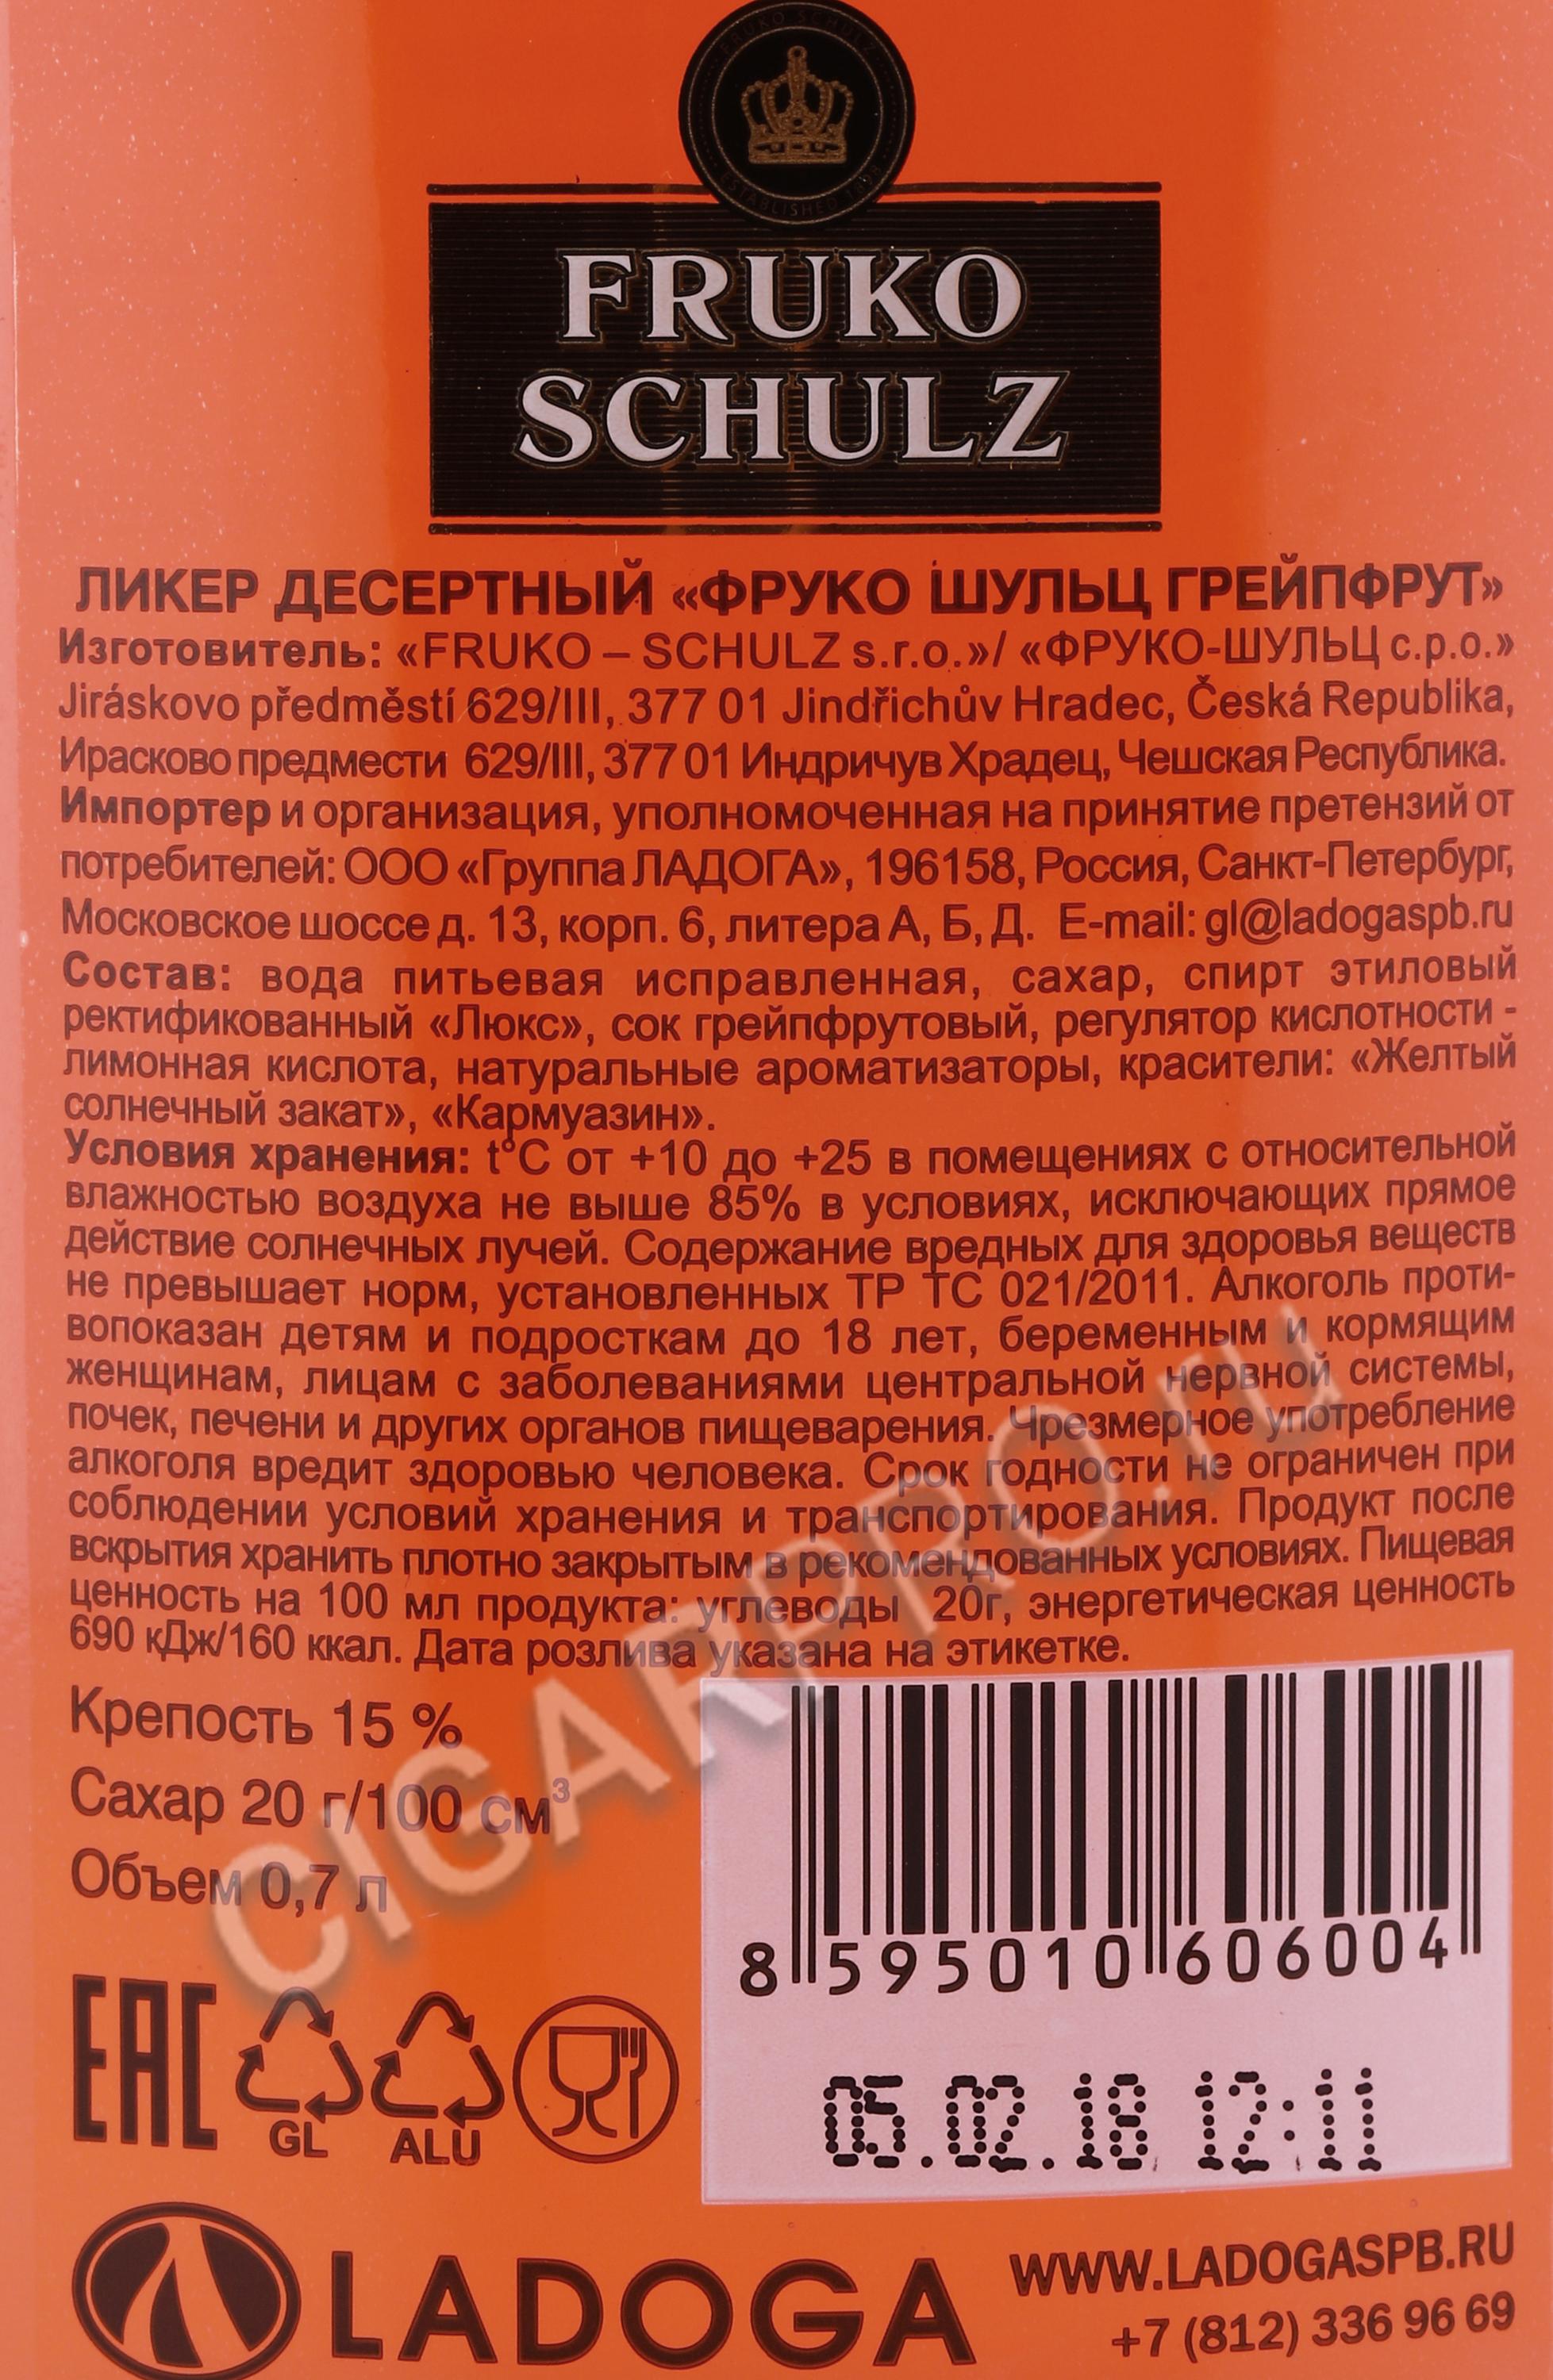 FRUKO SCHULZ
ESTABLISHED 1898
FRUKO
SCHULZ
ЛИКЕР ДЕСЕРТНЫЙ «ФРУКО ШУЛЬЦ ГРЕЙПФРУТ»
Изготовитель: «FRUKO – SCHULZ s.r.o.»/ «ФРУКО-ШУЛЬЦ с.р.о.»
Jiráskovo předměstí 629/III, 377 01 Jindřichův Hradec, Česká Republika,
Ирасково предмести 629/III, 377 01 Индричув Храдец, Чешская Республика.
Импортер и организация, уполномоченная на принятие претензий от
потребителей: ООО «Группа ЛАДОГА», 196158, Россия, Санкт-Петербург,
Московское шоссе д. 13, корп. 6, литера А, Б, Д. E-mail: gl@ladogaspb.ru
Состав: вода питьевая исправленная, сахар, спирт этиловый
ректификованный «Люкс», сок грейпфрутовый, регулятор кислотности -
лимонная кислота, натуральные ароматизаторы, красители: «Желтый
солнечный закат», «Кармуазин».
Условия хранения: t°C от +10 до +25 в помещениях с относительной
влажностью воздуха не выше 85% в условиях, исключающих прямое
действие солнечных лучей. Содержание вредных для здоровья веществ
не превышает норм, установленных ТР ТС 021/2011. Алкоголь проти-
вопоказан детям и подросткам до 18 лет, беременным и кормящим
женщинам, лицам с заболеваниями центральной нервной системы,
почек, печени и других органов пищеварения. Чрезмерное употребление
алкоголя вредит здоровью человека. Срок годности не ограничен при
соблюдении условий хранения и транспортирования. Продукт после
вскрытия хранить плотно закрытым в рекомендованных условиях. Пищевая
ценность на 100 мл продукта: углеводы 20г, энергетическая ценность
690 кДж/160 ккал. Дата розлива указана на этикетке.
Крепость 15 %
Сахар 20 г/100 см³
Объем 0,7 л
CIGARPRO.ru
8 595010 606004
EAC
GL
ALU
05.02.18 12:11
LADOGA
WWW.LADOGASPB.RU
+7 (812) 336 96 69